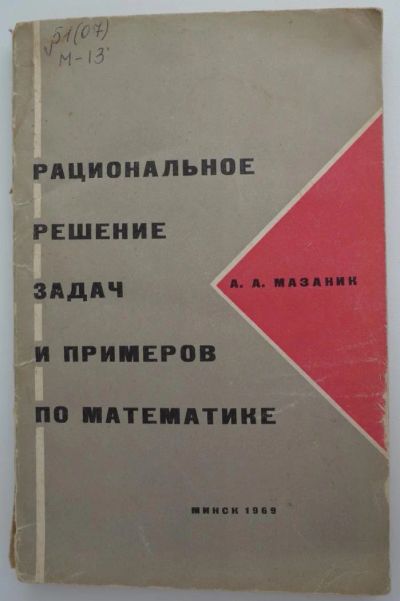 51(07)
М-13
РАЦИОНАЛЬНОЕ
РЕШЕНИЕ
ЗАДАЧ
А. А. МАЗАНИК
И ПРИМЕРОВ
ПО МАТЕМАТИКЕ
МИНСК 1969